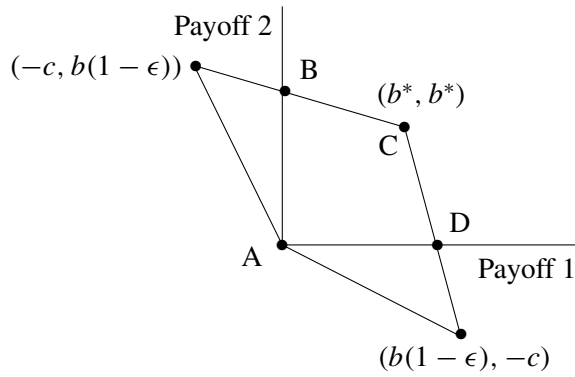 Payoff 2
(−c, b(1 − ϵ))
B
(b*, b*)
C
D
A
Payoff 1
(b(1 − ϵ), −c)